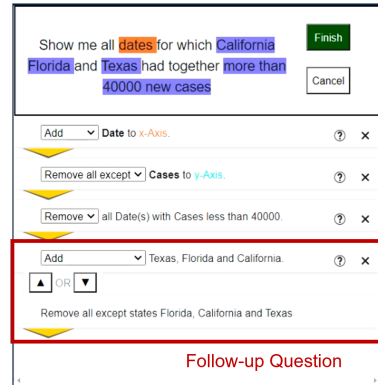 Show me all dates for which California
Florida and Texas had together more than
40000 new cases
Finish
Cancel
Add Date to x-Axis.
Remove all except Cases to y-Axis.
Remove all Date(s) with Cases less than 40000.
Add Texas, Florida and California.
OR
Remove all except states Florida, California and Texas
Follow-up Question